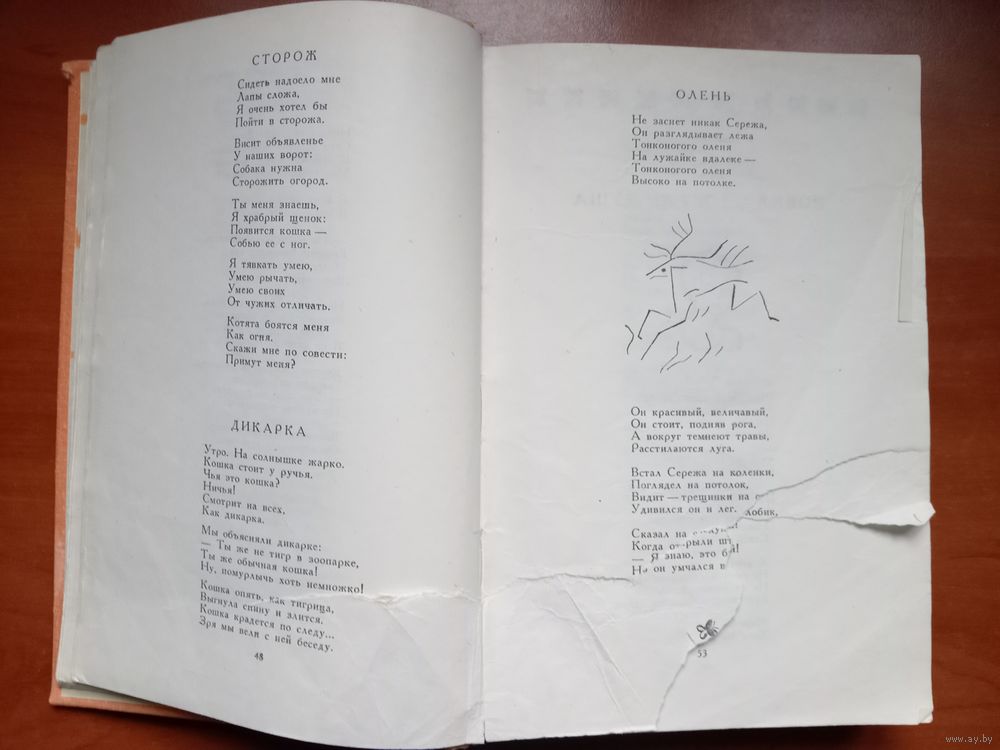 СТОРОЖ
Сидеть надоело мне
Лапы сложа,
Я очень хотел бы
Пойти в сторожа.
Висит объявленье
У наших ворот:
Собака нужна
Сторожить огород.
Ты меня знаешь,
Я храбрый щенок:
Появится кошка —
Собью ее с ног.
Я тявкать умею,
Умею рычать,
Умею своих
От чужих отличать.
Котята боятся меня
Как огня.
Скажи мне по совести:
Примут меня?
ДИКАРКА
Утро. На солнышке жарко.
Кошка стоит у ручья.
Чья это кошка?
Ничья!
Смотрит на всех,
Как дикарка.
Мы объясняли дикарке:
— Ты же не тигр в зоопарке,
Ты же обычная кошка!
Ну, помурлычь хоть немножко!
Кошка опять, как тигрица,
Выгнула спину и злится.
Кошка крадется по следу...
Зря мы вели с ней беседу.
48
ОЛЕНЬ
Не заснет никак Сережа,
Он разглядывает лежа
Тонконогого оленя
На лужайке вдалеке —
Тонконогого оленя
Высоко на потолке.
Он красивый, величавый,
Он стоит, подняв рога,
А вокруг темнеют травы,
Расстилаются луга.
Встал Сережа на коленки,
Поглядел на потолок,
Видит — трещинки на
Удивился он и лег.
лобик,
Сказал на
Когда рыли
— Я знаю, это
Но он умчался в
53
www.ay.by